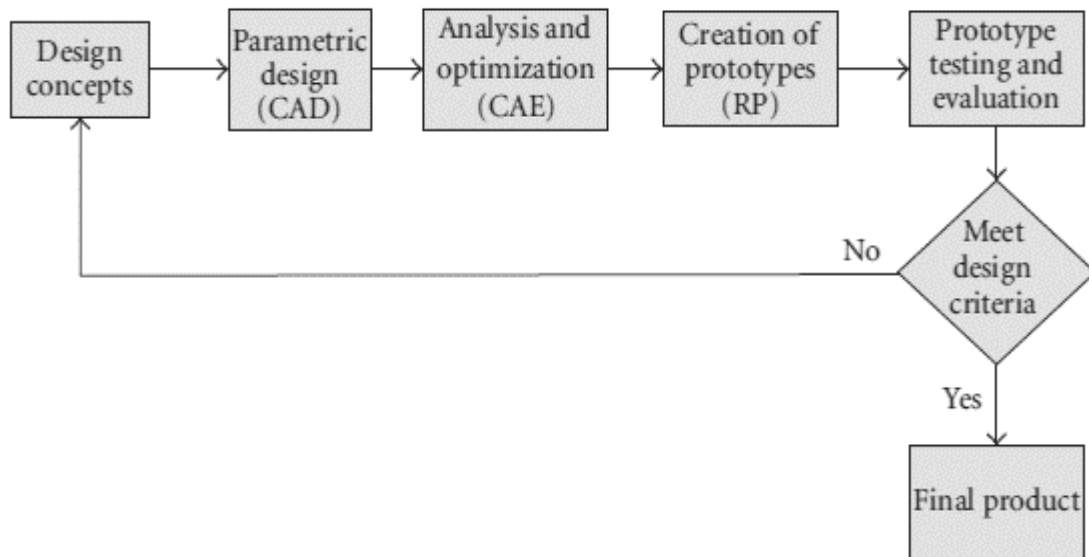 Design
concepts
Parametric
design
(CAD)
Analysis and
optimization
(CAE)
Creation of
prototypes
(RP)
Prototype
testing and
evaluation
Meet
design
criteria
No
Yes
Final product